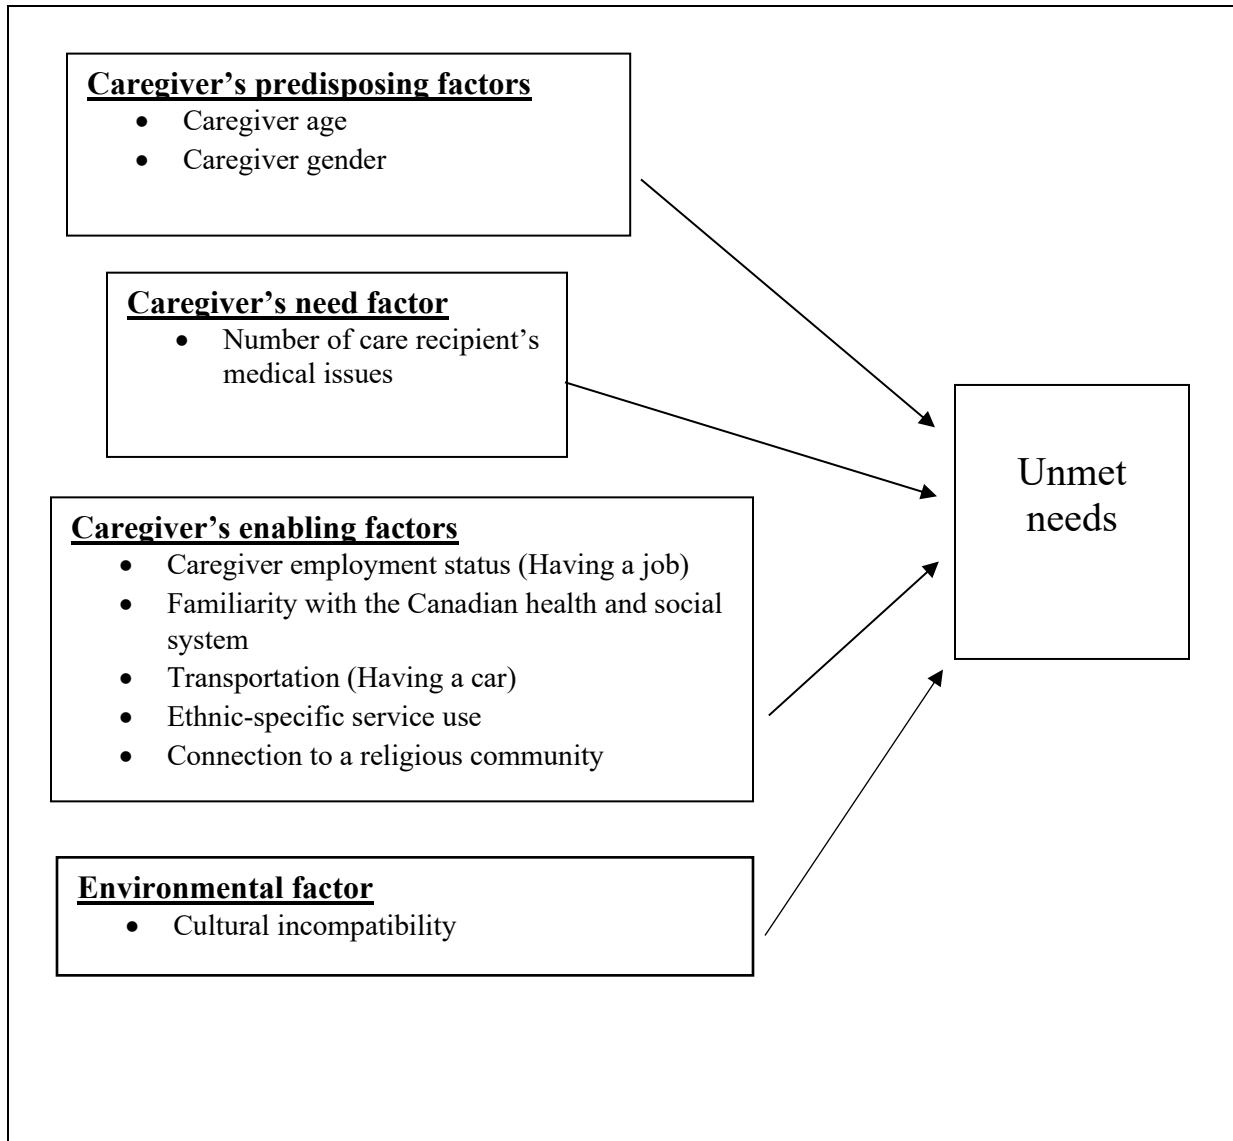 Caregiver’s predisposing factors
• Caregiver age
• Caregiver gender
Caregiver’s need factor
• Number of care recipient’s
medical issues
Caregiver’s enabling factors
• Caregiver employment status (Having a job)
• Familiarity with the Canadian health and social
system
• Transportation (Having a car)
• Ethnic-specific service use
• Connection to a religious community
Environmental factor
• Cultural incompatibility
Unmet
needs